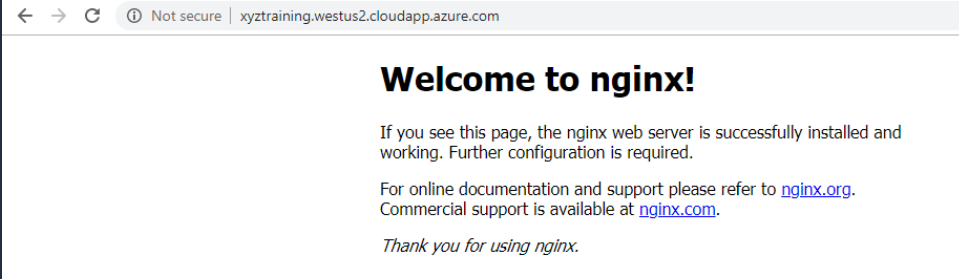 Not secure | xyztraining.westus2.cloudapp.azure.com
Welcome to nginx!
If you see this page, the nginx web server is successfully installed and
working. Further configuration is required.
For online documentation and support please refer to nginx.org.
Commercial support is available at nginx.com.
Thank you for using nginx.